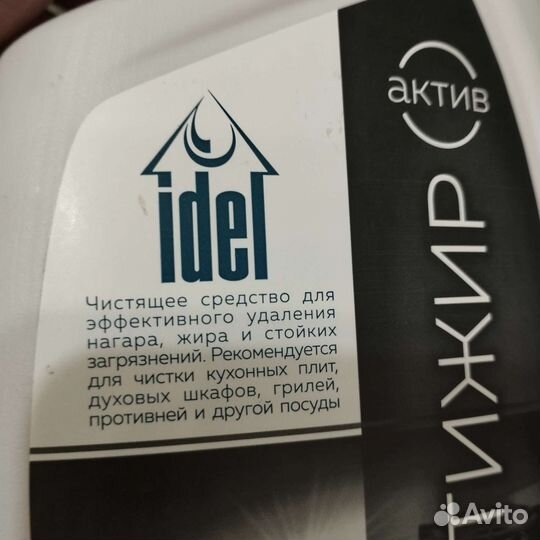 idel
Чистящее средство для
эффективного удаления
нагара, жира и стойких
загрязнений. Рекомендуется
для чистки кухонных плит,
духовых шкафов, грилей,
противней и другой посуды
актив
ТИЖИР
Avito